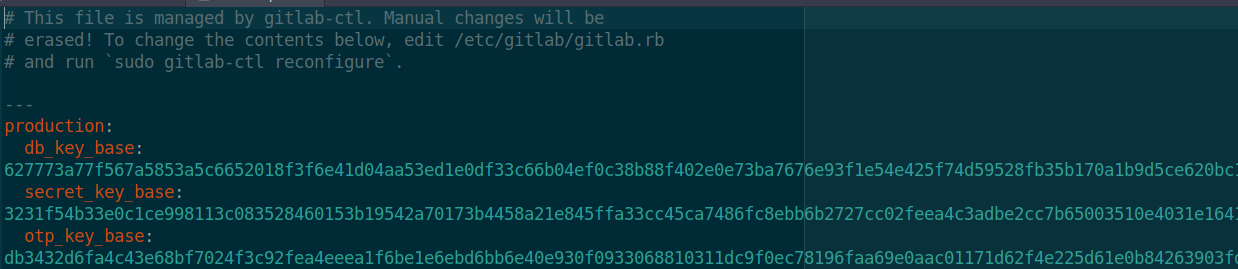 # This file is managed by gitlab-ctl. Manual changes will be
# erased! To change the contents below, edit /etc/gitlab/gitlab.rb
# and run `sudo gitlab-ctl reconfigure`.
---
production:
db_key_base:
627773a77f567a5853a5c6652018f3f6e41d04aa53ed1e0df33c66b04ef0c38b88f402e0e73ba7676e93f1e54e425f74d59528fb35b170a1b9d5ce620bc1
secret_key_base:
3231f54b33e0c1ce998113c083528460153b19542a70173b4458a21e845ffa33cc45ca7486fc8ebb6b2727cc02feea4c3adbe2cc7b65003510e4031e1641
otp_key_base:
db3432d6fa4c43e68bf7024f3c92fea4eeea1f6be1e6ebd6bb6e40e930f0933068810311dc9f0ec78196faa69e0aac01171d62f4e225d61e0b84263903fd